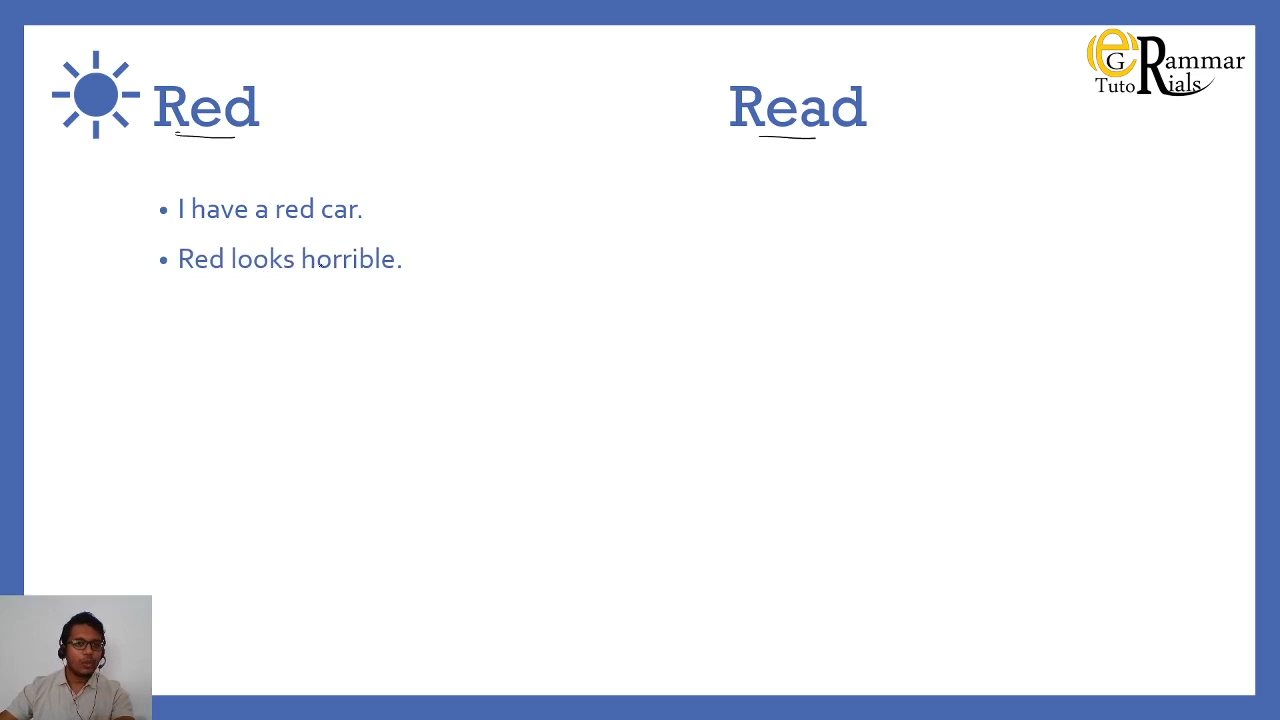 Red
Read
eGRammar
TutoRials
• I have a red car.
• Red looks horrible.